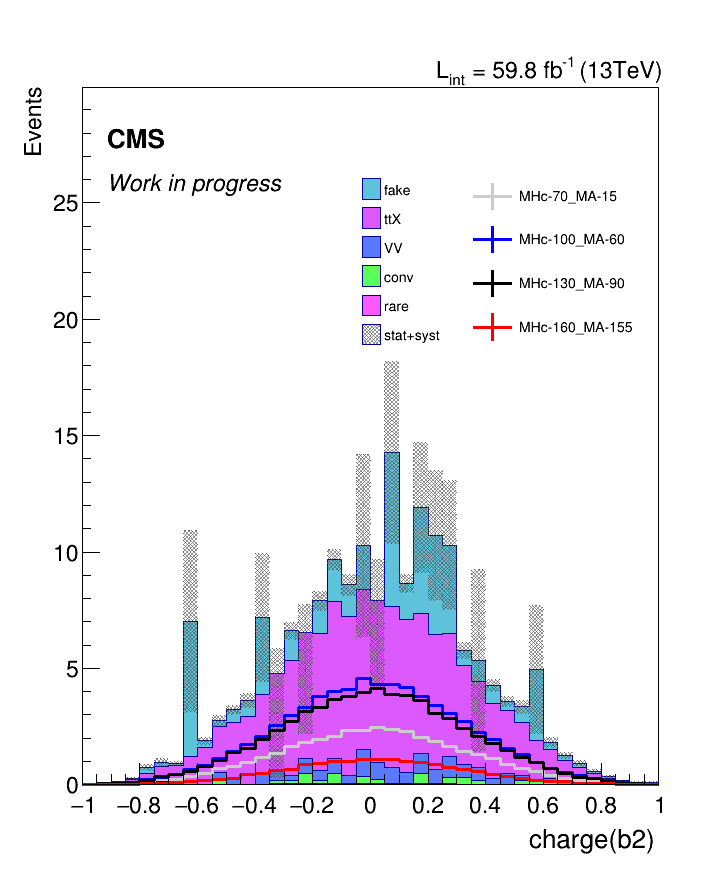 L_int = 59.8 fb^-1 (13TeV)
Events
CMS
Work in progress
fake
ttX
VV
conv
rare
stat+syst
MHc-70_MA-15
MHc-100_MA-60
MHc-130_MA-90
MHc-160_MA-155
25
20
15
10
5
0
−1 −0.8 −0.6 −0.4 −0.2 0 0.2 0.4 0.6 0.8 1
charge(b2)